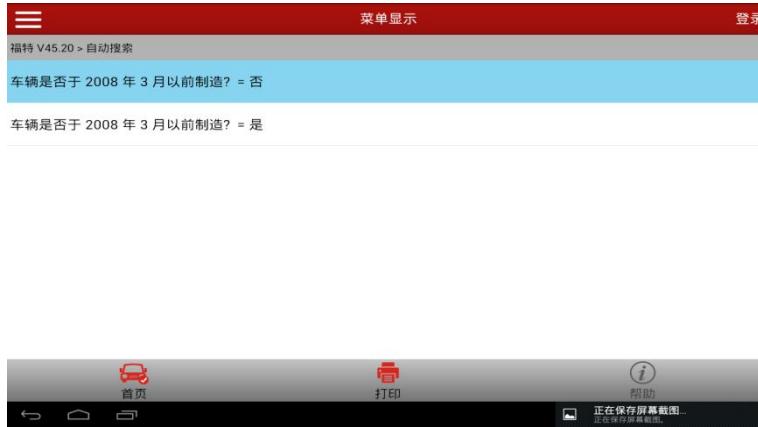 菜单显示
登录
福特 V45.20 > 自动搜索
车辆是否于 2008 年 3 月以前制造? = 否
车辆是否于 2008 年 3 月以前制造? = 是
首页
打印
帮助
正在保存屏幕截图...
正在保存屏幕截图。